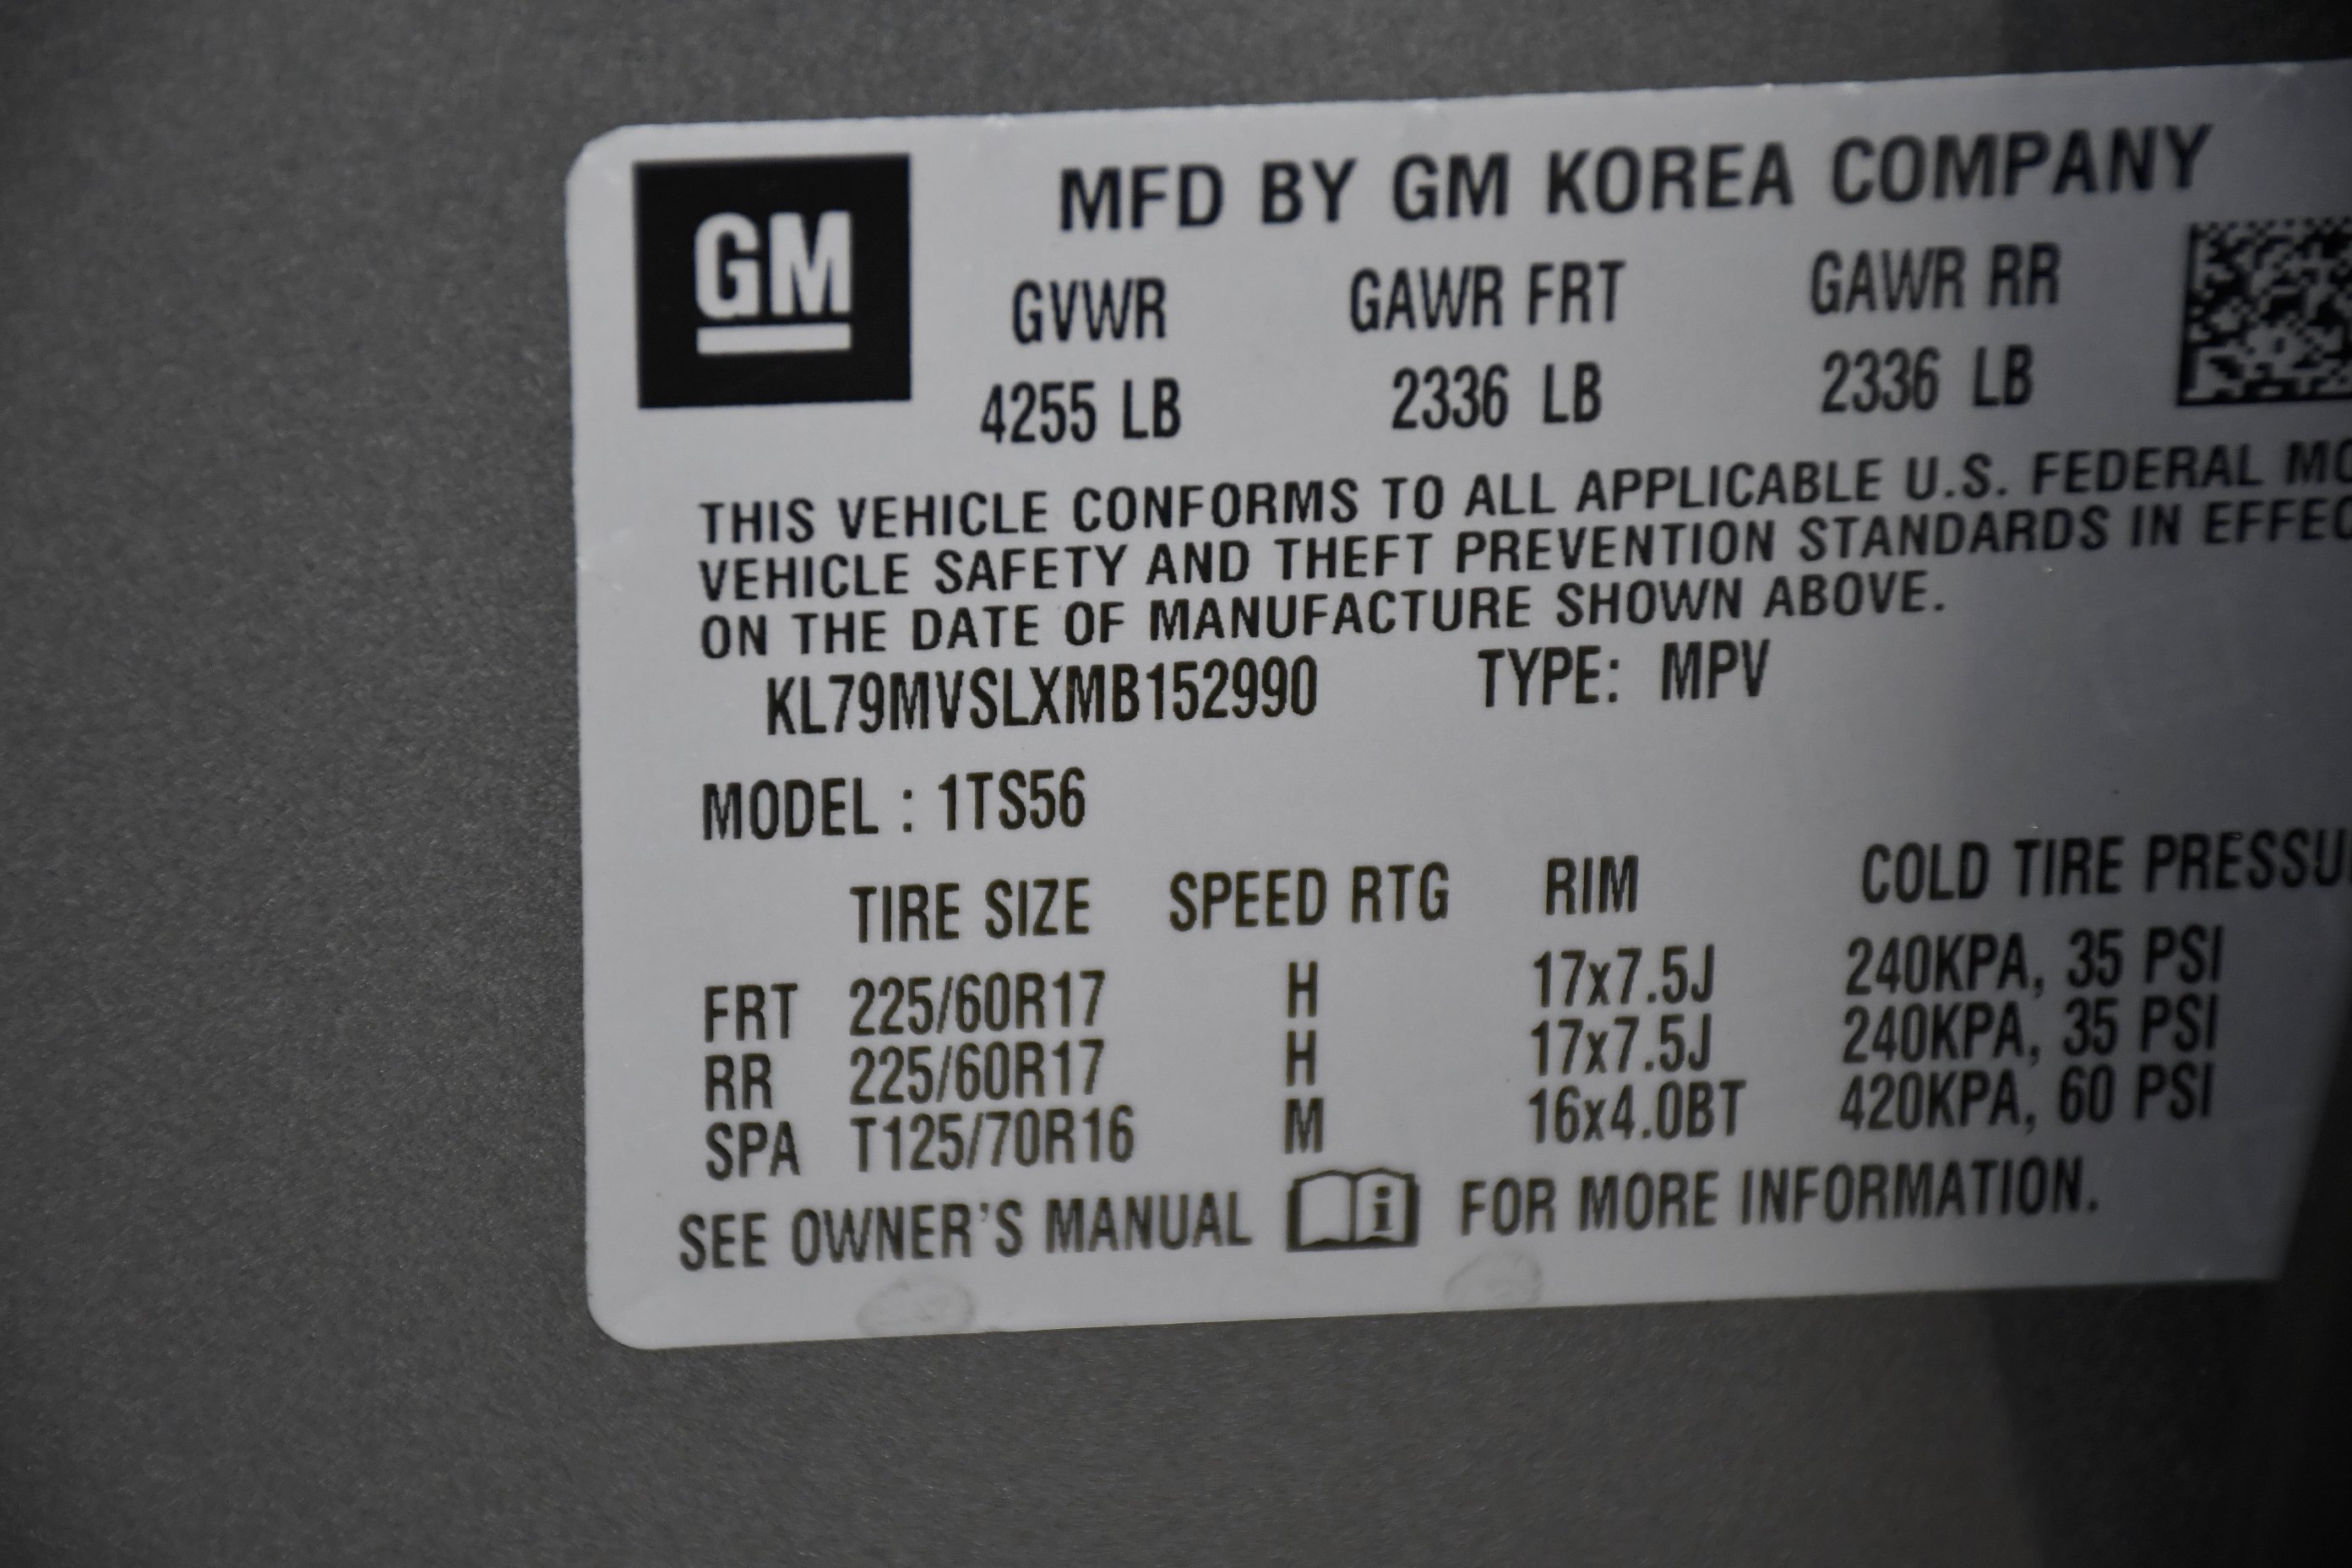 GM
MFD BY GM KOREA COMPANY
GVWR GAWR FRT GAWR RR
4255 LB 2336 LB 2336 LB
THIS VEHICLE CONFORMS TO ALL APPLICABLE U.S. FEDERAL
VEHICLE SAFETY AND THEFT PREVENTION STANDARDS IN
ON THE DATE OF MANUFACTURE SHOWN ABOVE.
KL79MVSLXMB152990 TYPE: MPV
MODEL : 1TS56
TIRE SIZE SPEED RTG RIM COLD TIRE
FRT 225/60R17 H 17x7.5J 240KPA, 35 PSI
RR 225/60R17 H 17x7.5J 240KPA, 35 PSI
SPA T125/70R16 M 16x4.0BT 420KPA, 60 PSI
SEE OWNER'S MANUAL i FOR MORE INFORMATION.